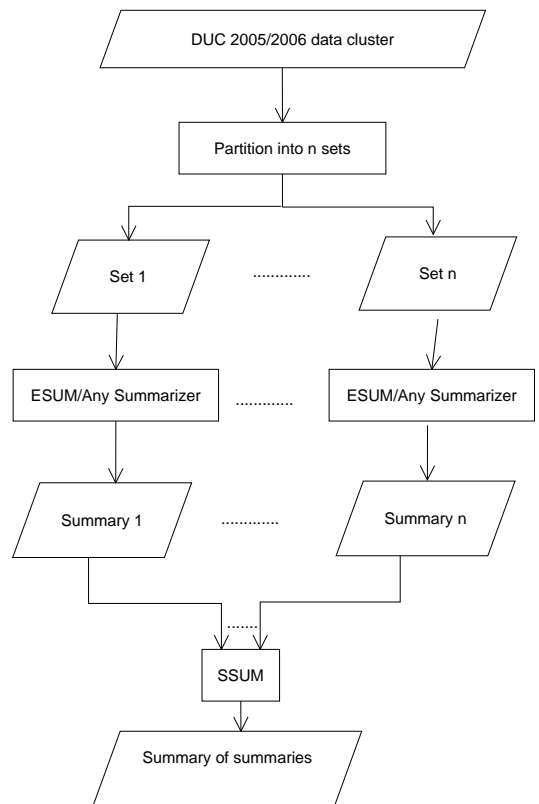 DUC 2005/2006 data cluster
Partition into n sets
Set 1 ............. Set n
ESUM/Any Summarizer ............. ESUM/Any Summarizer
Summary 1 ............. Summary n
.......
SSUM
Summary of summaries